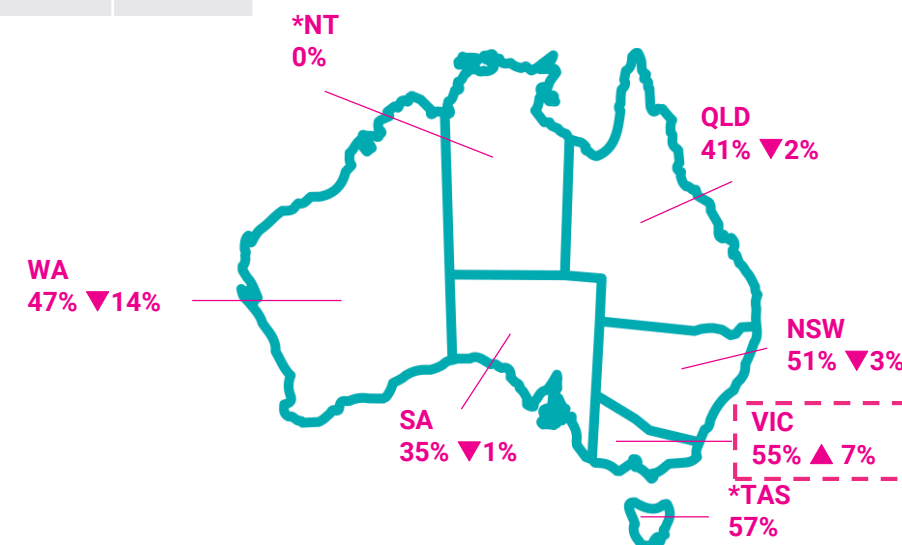 *NT
0%
QLD
41% ▼2%
WA
47% ▼14%
NSW
51% ▼3%
SA
35% ▼1%
VIC
55% ▲ 7%
*TAS
57%